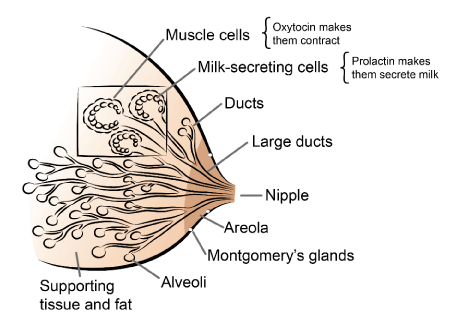 Muscle cells
Oxytocin makes
them contract
Milk-secreting cells
Prolactin makes
them secrete milk
Ducts
Large ducts
Nipple
Areola
Montgomery's glands
Alveoli
Supporting
tissue and fat